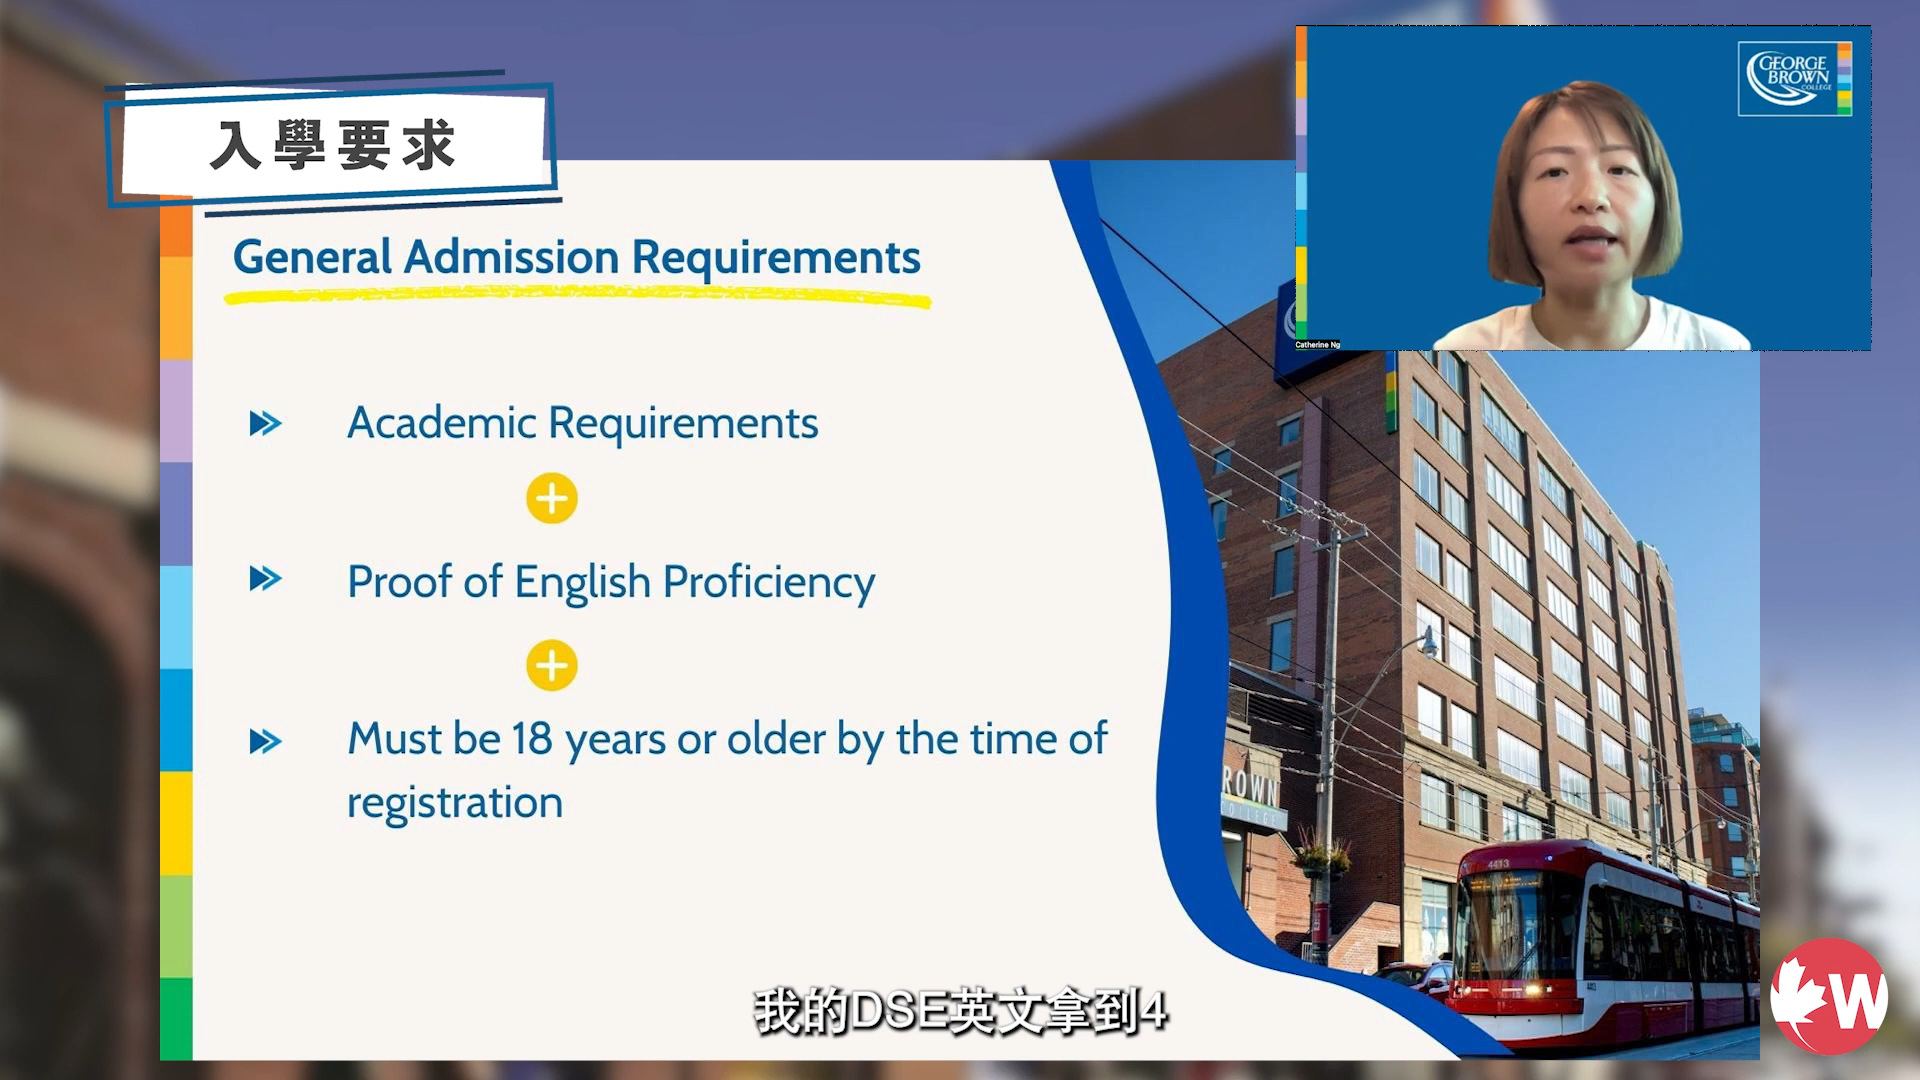 入學要求
GEORGE
BROWN
COLLEGE
General Admission Requirements
Catherine Ng
Academic Requirements
Proof of English Proficiency
Must be 18 years or older by the time of
registration
ROWN
COLLEGE
4413
4413
我的DSE英文拿到4
W